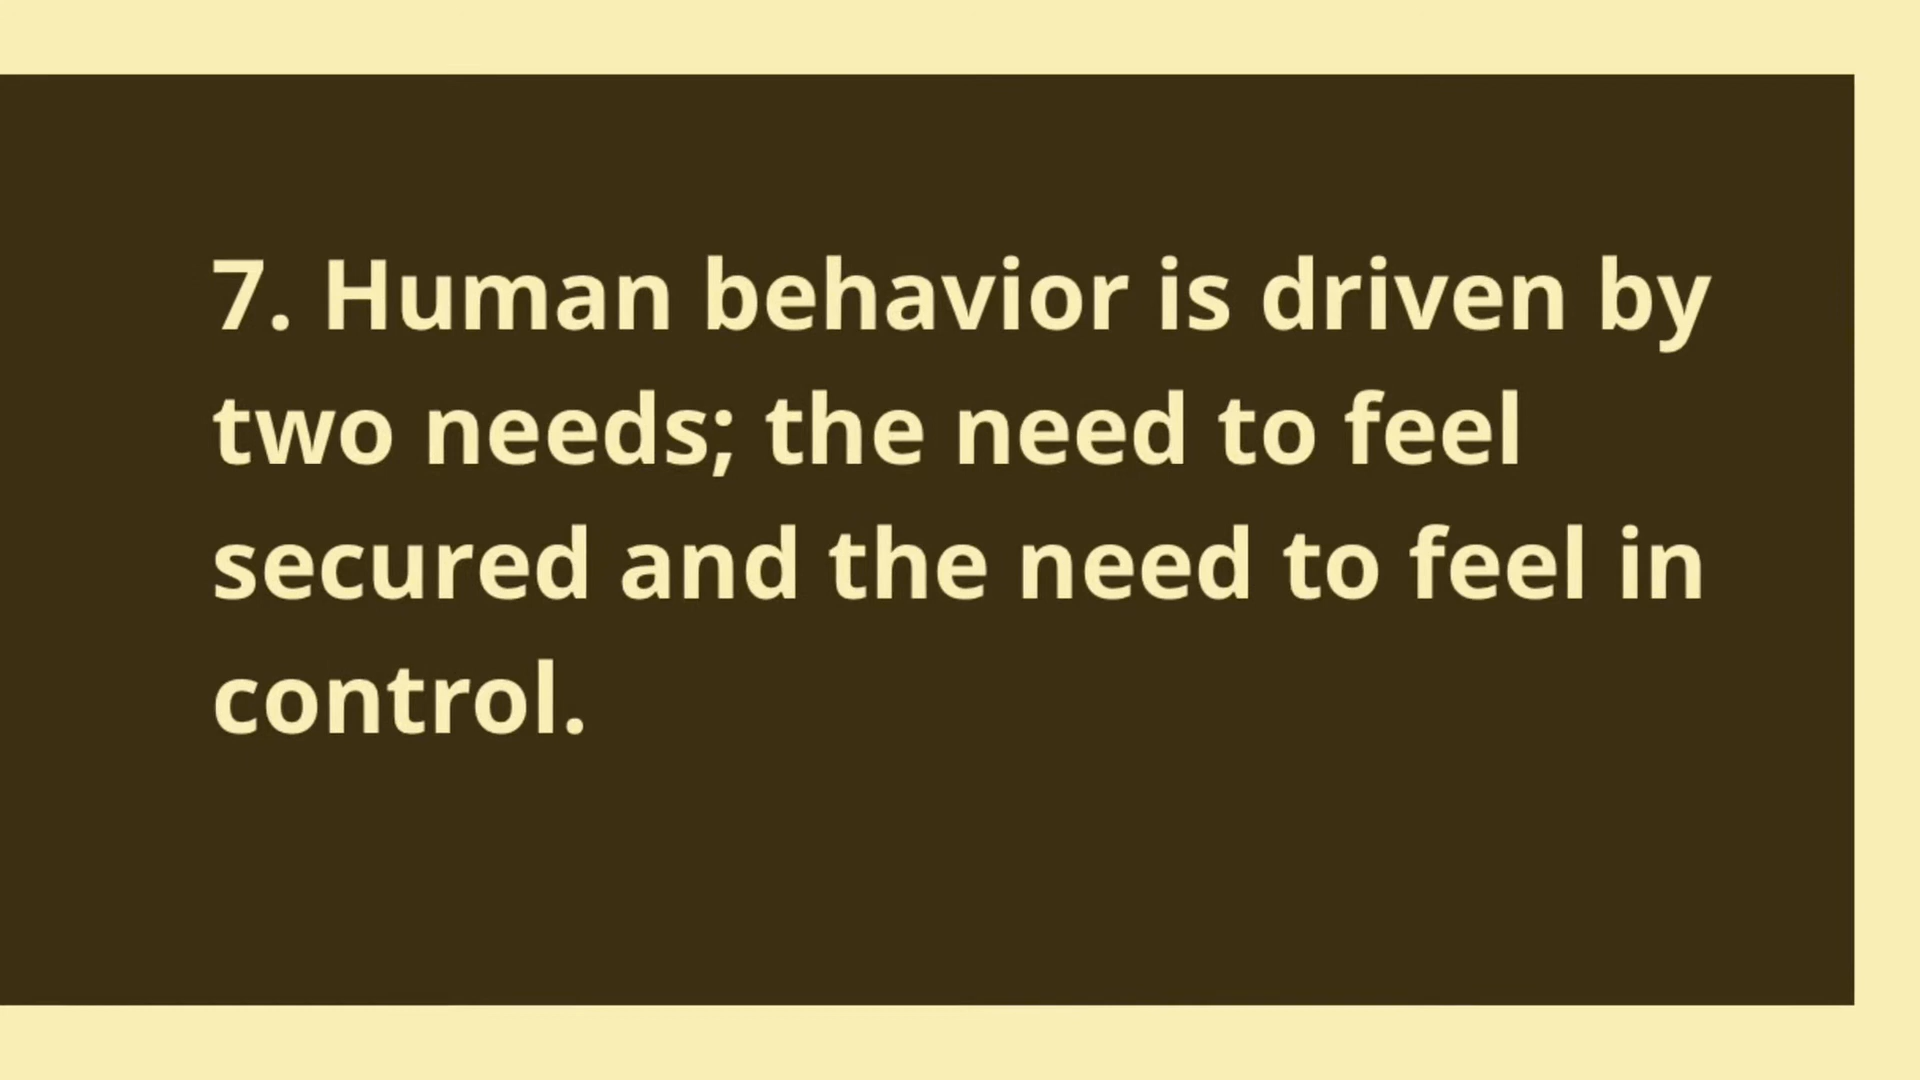 7. Human behavior is driven by
two needs; the need to feel
secured and the need to feel in
control.